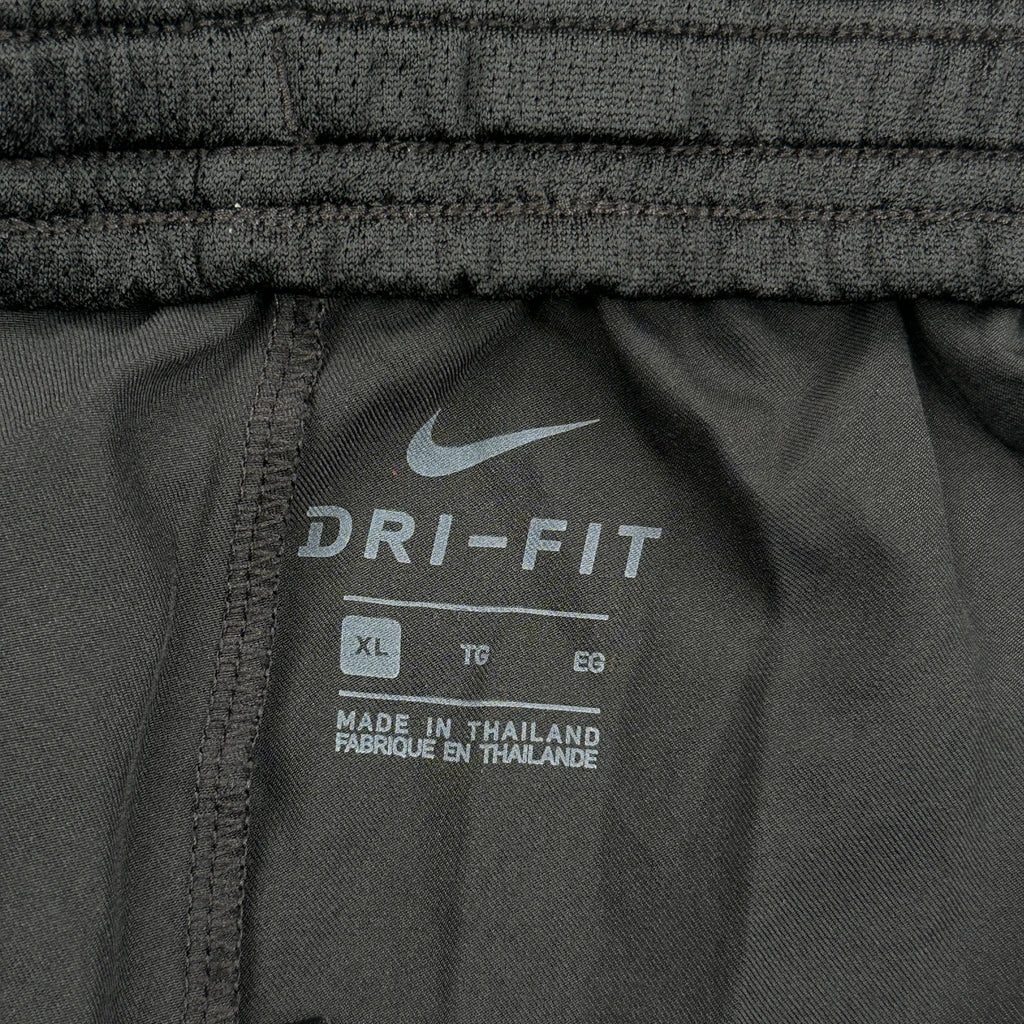 DRI-FIT
XL TG EG
MADE IN THAILAND
FABRIQUE EN THAILANDE